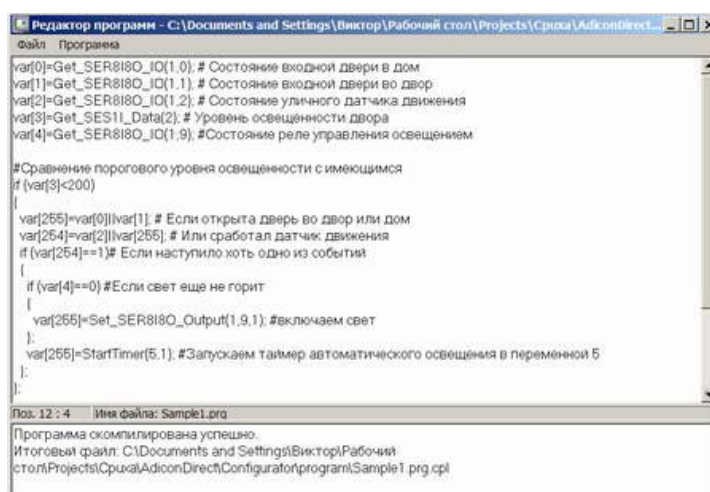 Редактор программ - C:\Documents and Settings\Виктор\Рабочий стол\Projects\Сриха\AdiconDirect...
Файл Программа
var[0]=Get_SER8I8O_IO(1,0); # Состояние входной двери в дом
var[1]=Get_SER8I8O_IO(1,1); # Состояние входной двери во двор
var[2]=Get_SER8I8O_IO(1,2); # Состояние уличного датчика движения
var[3]=Get_SES1I_Data(2); # Уровень освещенности двора
var[4]=Get_SER8I8O_IO(1,9); #Состояние реле управления освещением
#Сравнение порогового уровня освещенности с имеющимся
if (var[3]<200)
{
var[255]=var[0]||var[1]; # Если открыта дверь во двор или дом
var[254]=var[2]||var[255]; # Или сработал датчик движения
if (var[254]==1)# Если наступило хоть одно из событий
{
if (var[4]==0) #Если свет еще не горит
{
var[255]=Set_SER8I8O_Output(1,9,1); #включаем свет
};
var[255]=StartTimer(5,1); #Запускаем таймер автоматического освещения в переменной 5
};
};
Поз. 12 : 4 Имя файла: Sample1.prg
Программа скомпилирована успешно.
Итоговый файл: C:\Documents and Settings\Виктор\Рабочий
стол\Projects\Сриха\AdiconDirect\Configurator\program\Sample1.prg.cpl